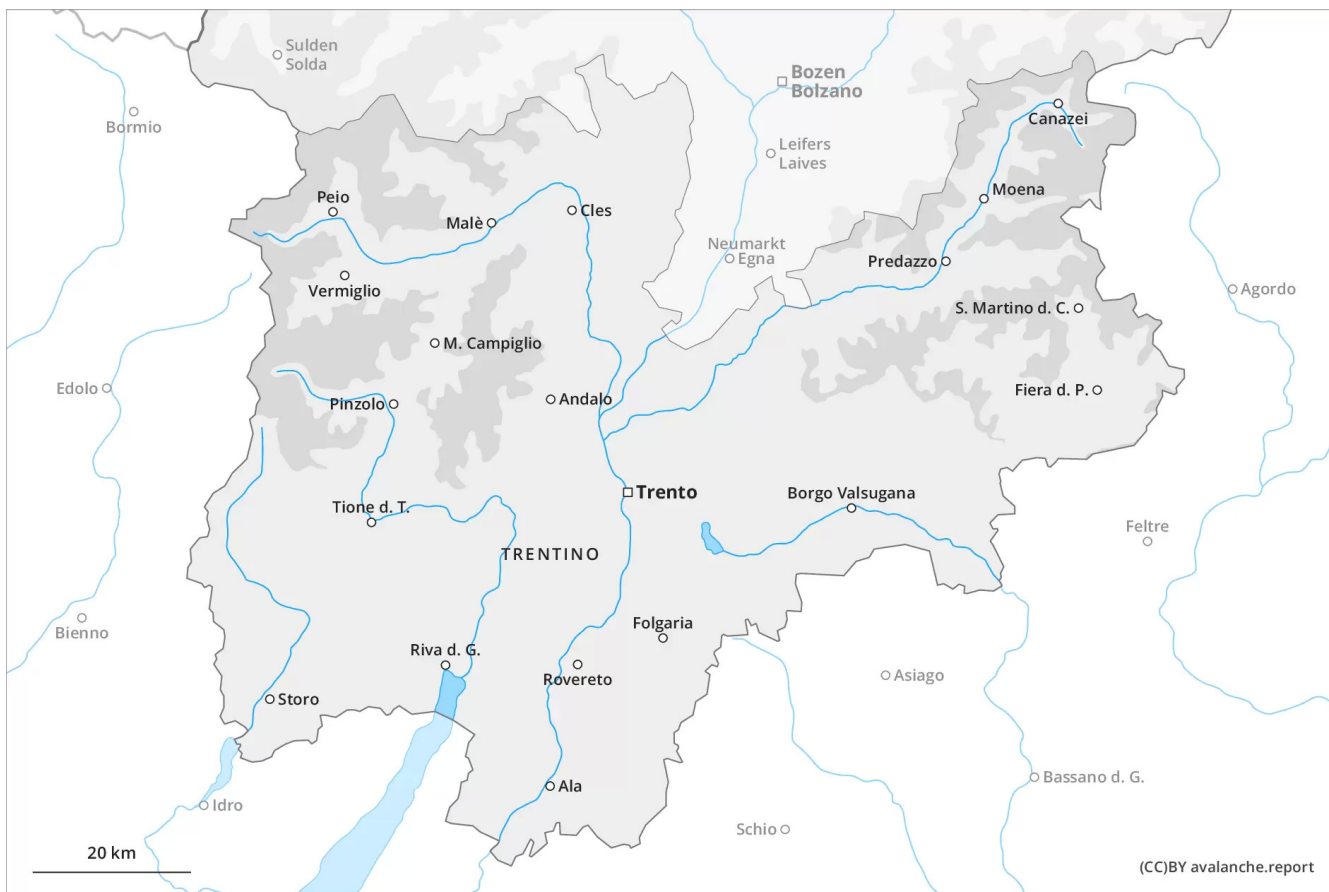 Sulden
Solda
Bozen
Bolzano
Bormio
Canazei
Leifers
Laives
Peio
Moena
Malè
Cles
Neumarkt
Egna
Predazzo
Vermiglio
Agordo
S. Martino d. C.
M. Campiglio
Edolo
Fiera d. P.
Pinzolo
Andalo
Trento
Borgo Valsugana
Tione d. T.
Feltre
TRENTINO
Bienno
Folgaria
Riva d. G.
Asiago
Rovereto
Storo
Bassano d. G.
Ala
Idro
Schio
20 km
(CC)BY avalanche.report